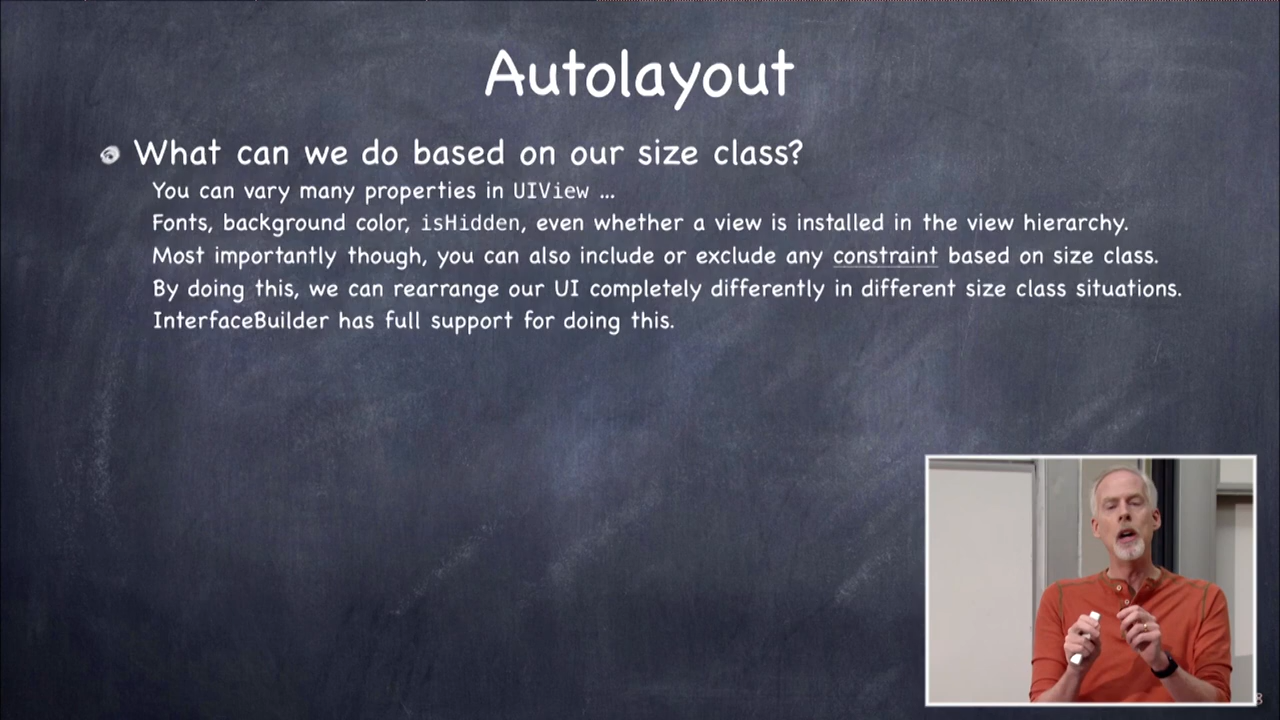 Autolayout
What can we do based on our size class?
You can vary many properties in UIView ...
Fonts, background color, isHidden, even whether a view is installed in the view hierarchy.
Most importantly though, you can also include or exclude any constraint based on size class.
By doing this, we can rearrange our UI completely differently in different size class situations.
InterfaceBuilder has full support for doing this.